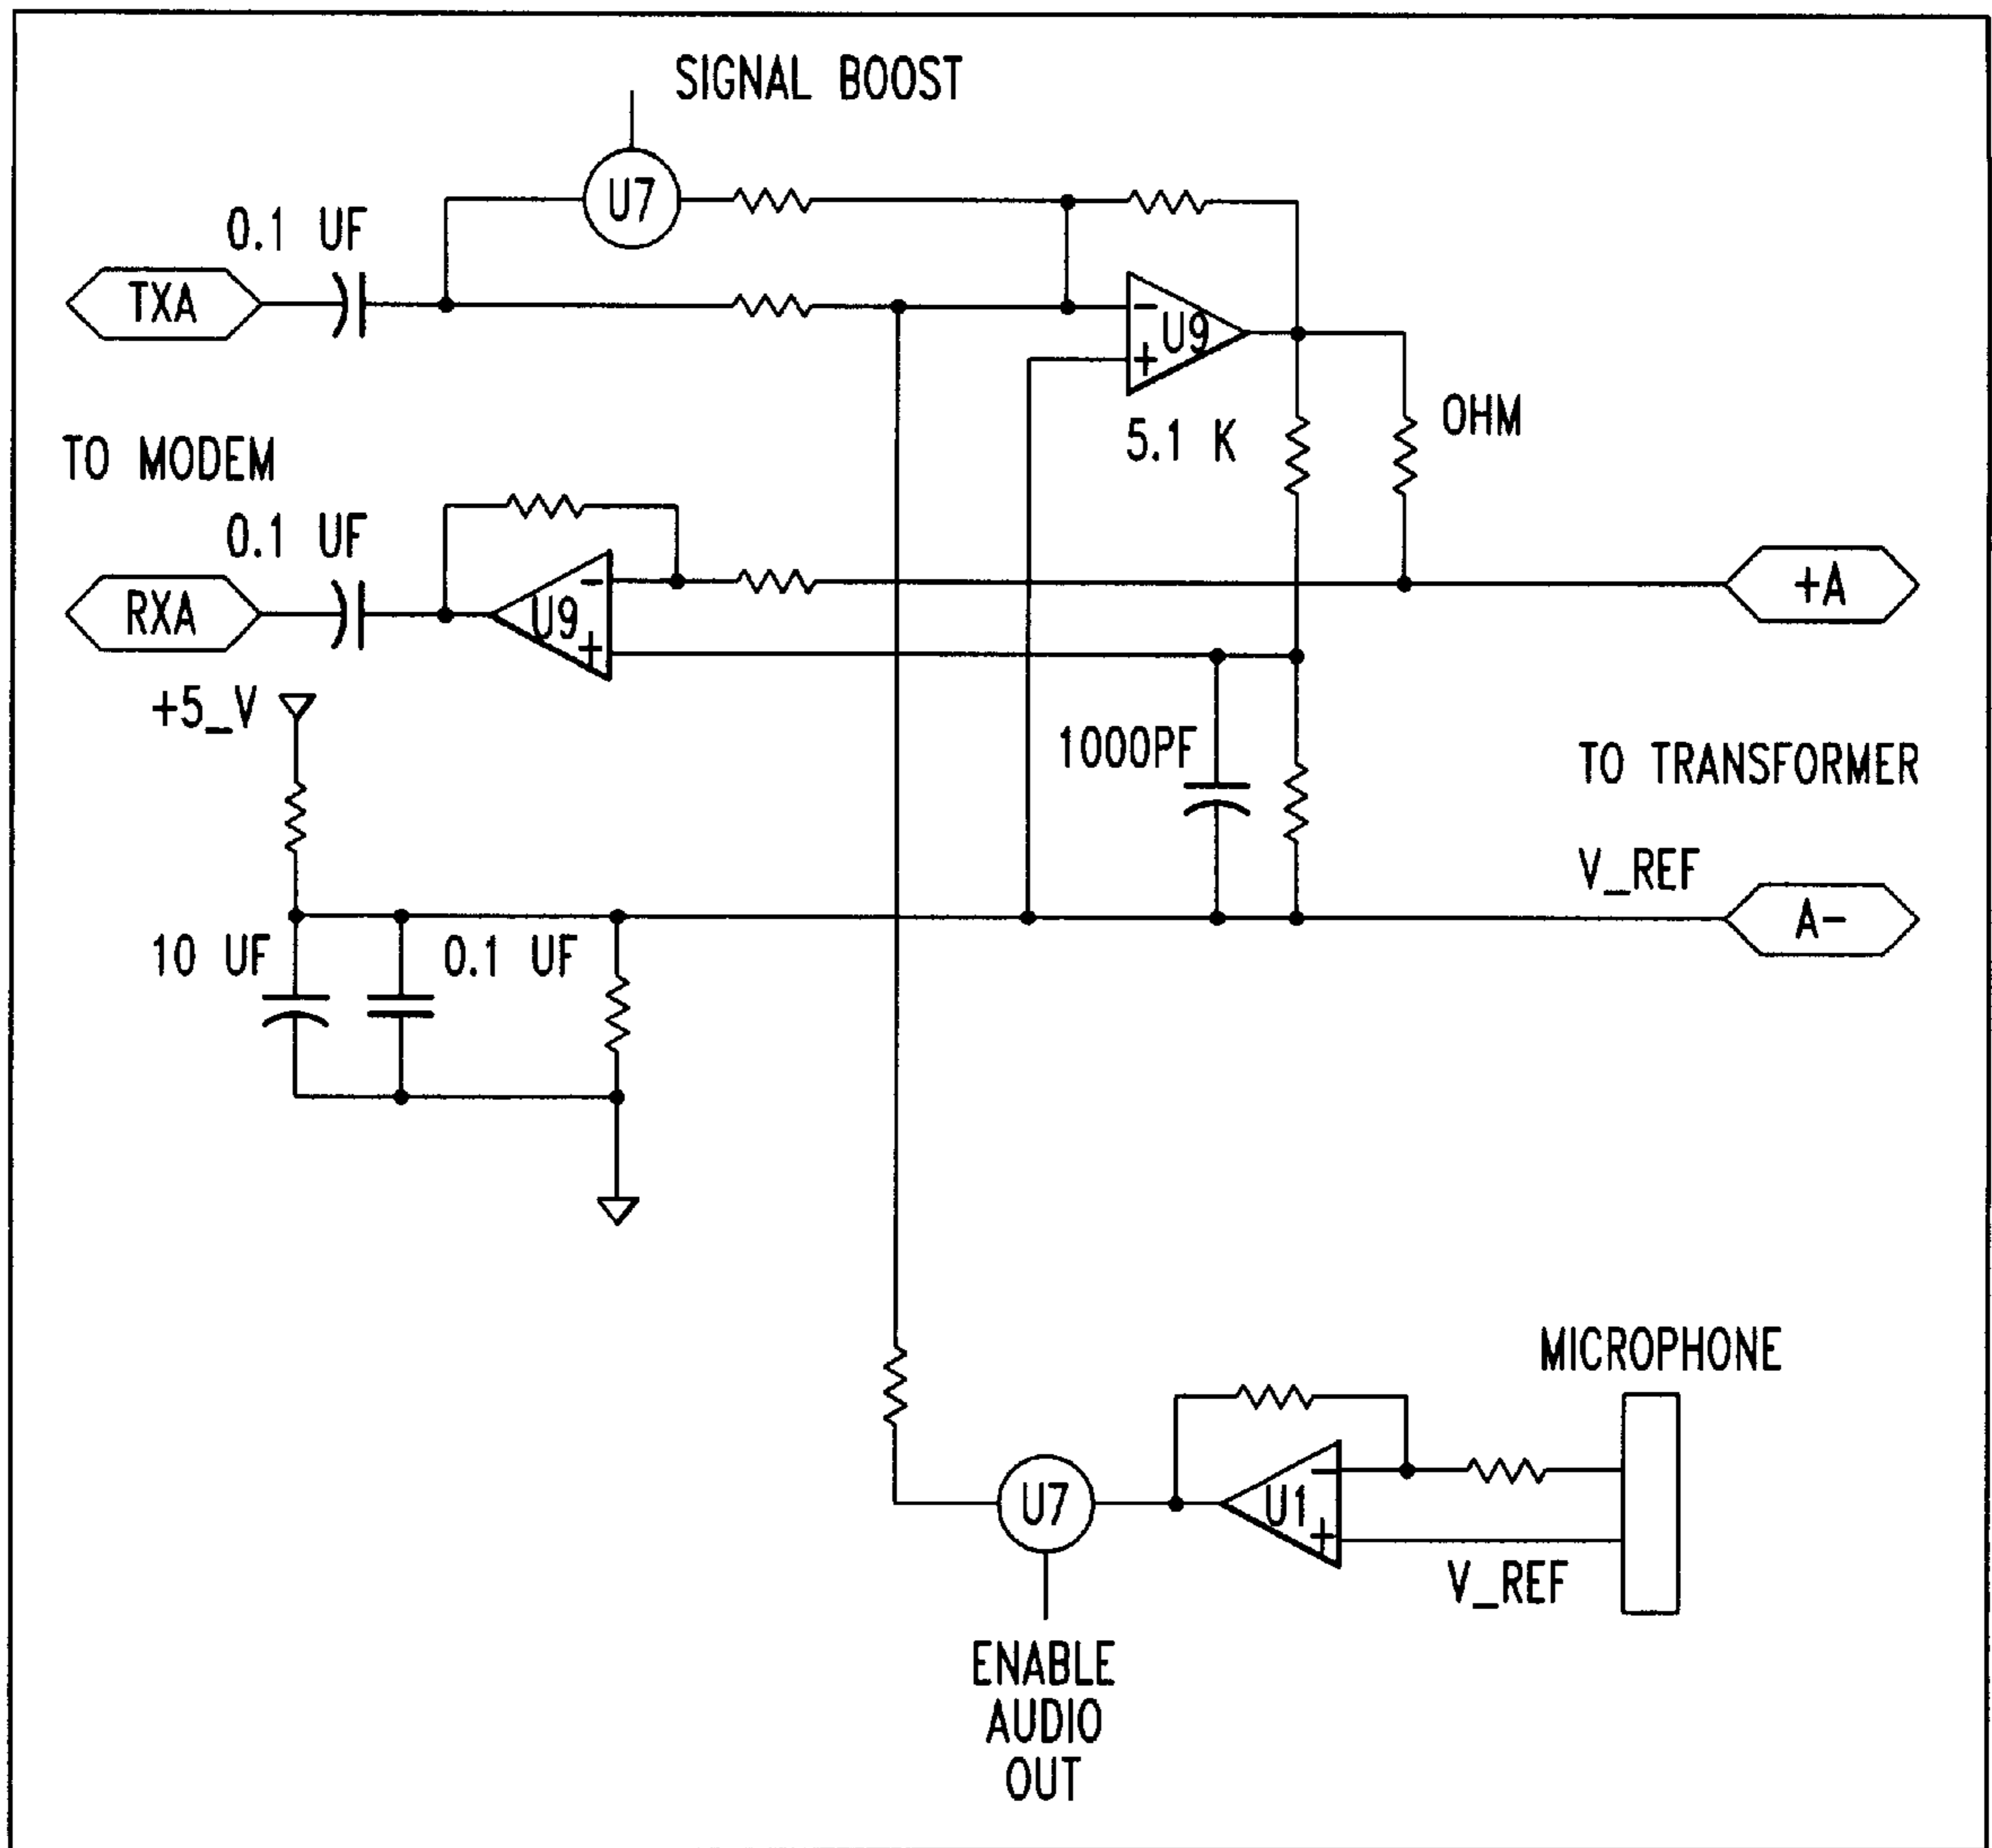 SIGNAL BOOST
U7
0.1 UF
TXA
-
U9
+
5.1 K
OHM
TO MODEM
0.1 UF
RXA
-
U9
+
+A
+5_V
1000PF
TO TRANSFORMER
V_REF
A-
10 UF
0.1 UF
MICROPHONE
U7
-
U1
+
V_REF
ENABLE
AUDIO
OUT